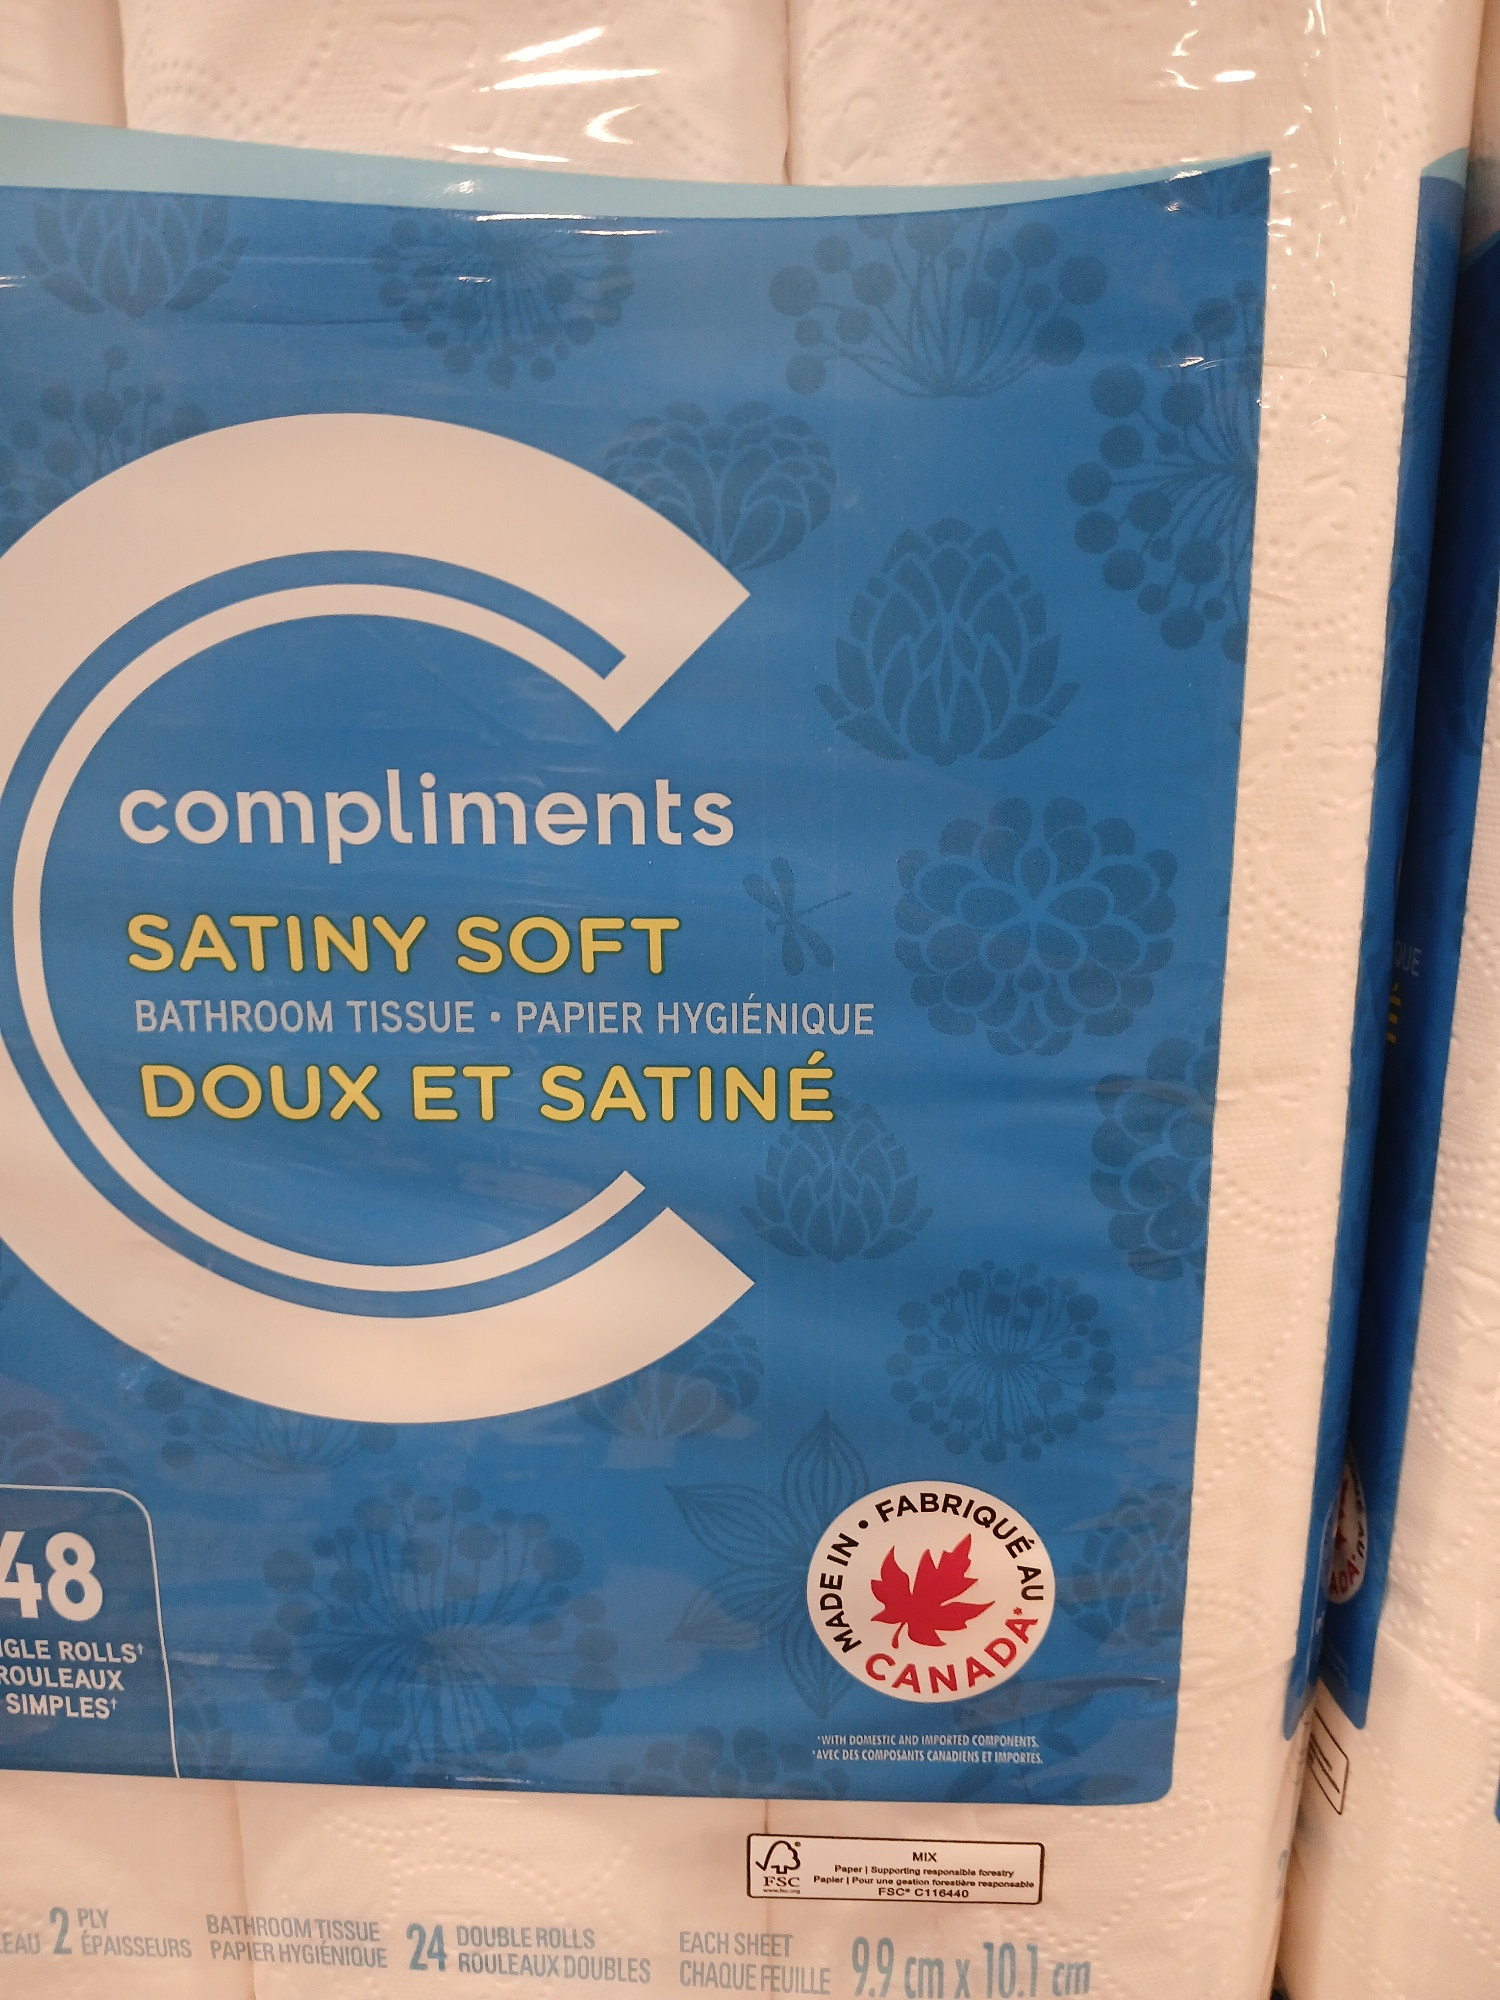 compliments
SATINY SOFT
BATHROOM TISSUE • PAPIER HYGIÉNIQUE
DOUX ET SATINÉ
48
ROLLS†
ROULEAUX
SIMPLES†
MADE IN • FABRIQUÉ AU
CANADA*
*WITH DOMESTIC AND IMPORTED COMPONENTS.
*AVEC DES COMPOSANTS CANADIENS ET IMPORTÉS.
FSC
MIX
Paper | Supporting responsible forestry
Papier | Pour une gestion forestière responsable
FSC® C116440
2 PLY
ÉPAISSEURS
BATHROOM TISSUE
PAPIER HYGIÉNIQUE
24 DOUBLE ROLLS
ROULEAUX DOUBLES
EACH SHEET
CHAQUE FEUILLE
9.9 cm x 10.1 cm